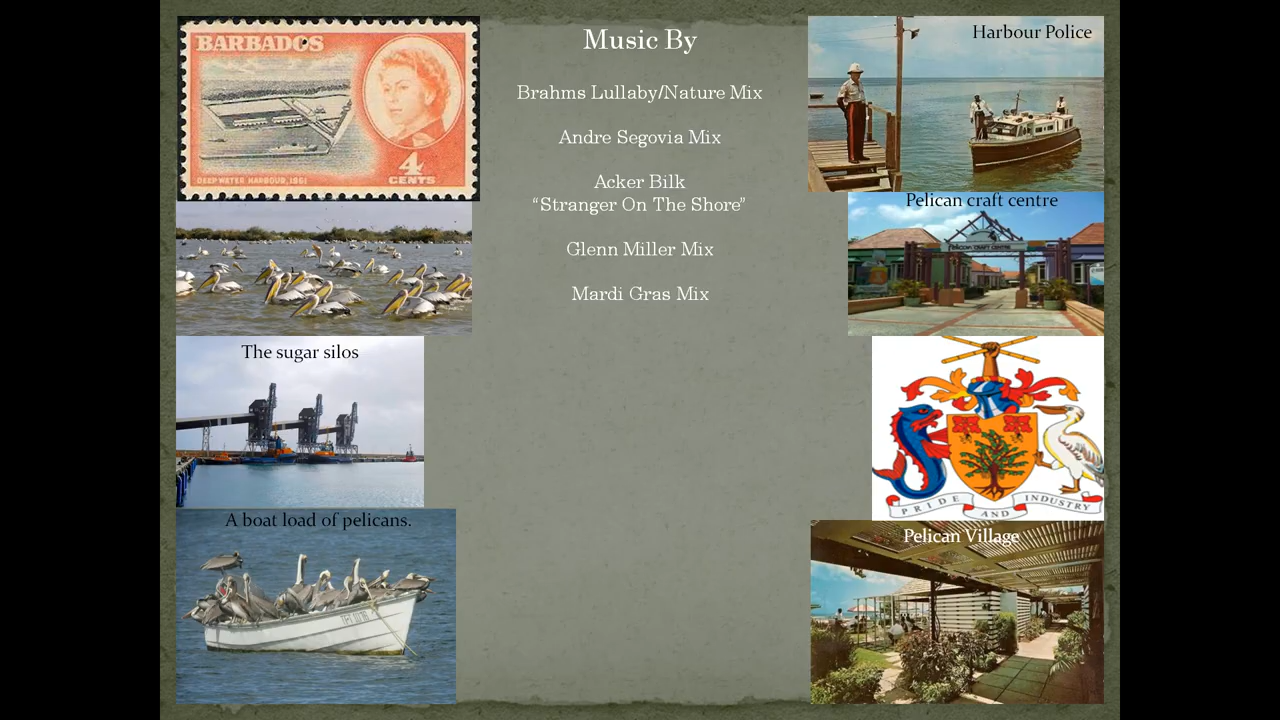 BARBADOS
4
CENTS
DEEP WATER HARBOUR, 1961
Music By
Brahms Lullaby/Nature Mix
Andre Segovia Mix
Acker Bilk
“Stranger On The Shore”
Glenn Miller Mix
Mardi Gras Mix
Harbour Police
Pelican craft centre
PELICAN CRAFT CENTRE
The sugar silos
PRIDE AND INDUSTRY
A boat load of pelicans.
Pelican Village